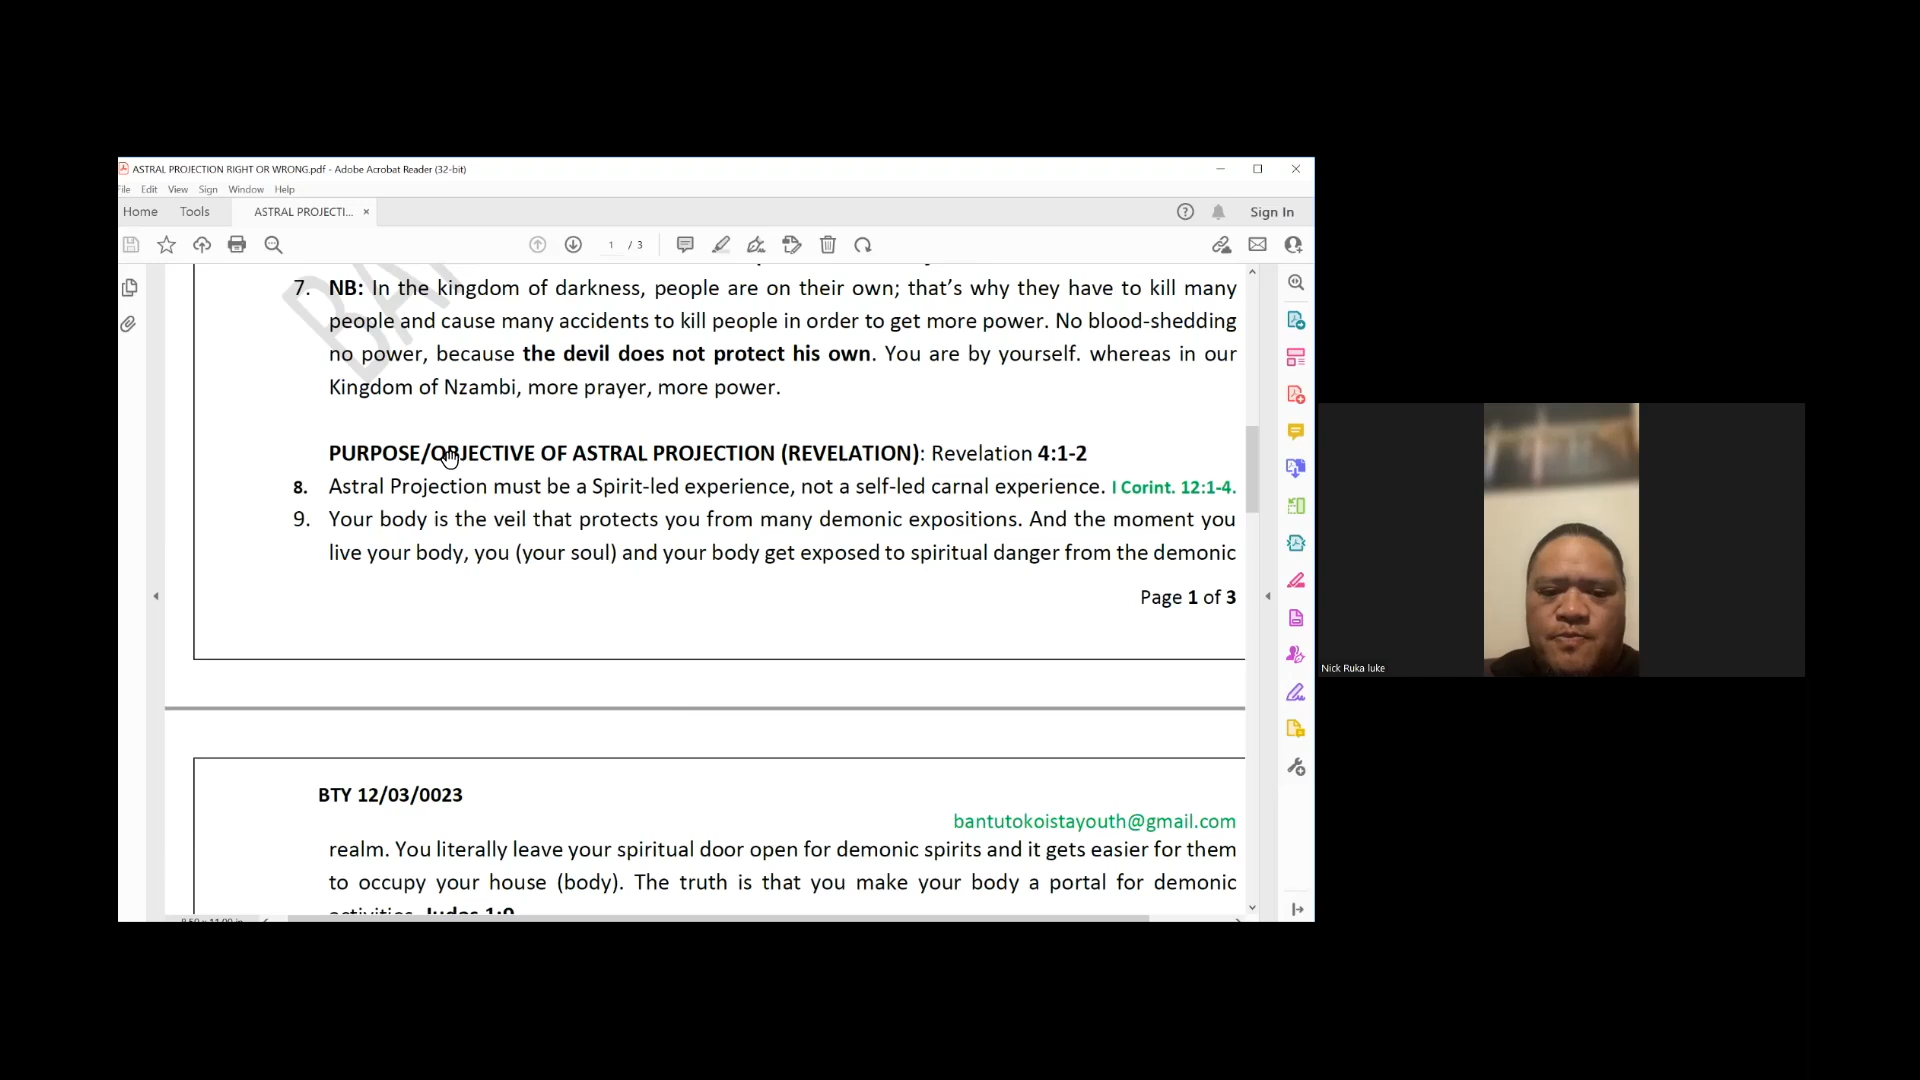 ASTRAL PROJECTION RIGHT OR WRONG.pdf - Adobe Acrobat Reader (32-bit)
File Edit View Sign Window Help
Home Tools ASTRAL PROJECTI... × Sign In
1 / 3
7. NB: In the kingdom of darkness, people are on their own; that's why they have to kill many
people and cause many accidents to kill people in order to get more power. No blood-shedding
no power, because the devil does not protect his own. You are by yourself. whereas in our
Kingdom of Nzambi, more prayer, more power.
PURPOSE/OBJECTIVE OF ASTRAL PROJECTION (REVELATION): Revelation 4:1-2
8. Astral Projection must be a Spirit-led experience, not a self-led carnal experience. I Corint. 12:1-4.
9. Your body is the veil that protects you from many demonic expositions. And the moment you
live your body, you (your soul) and your body get exposed to spiritual danger from the demonic
Page 1 of 3
Nick Ruka luke
BTY 12/03/0023
bantutokoistayouth@gmail.com
realm. You literally leave your spiritual door open for demonic spirits and it gets easier for them
to occupy your house (body). The truth is that you make your body a portal for demonic
activities. Judas 1:9
8.50 x 11.00 in